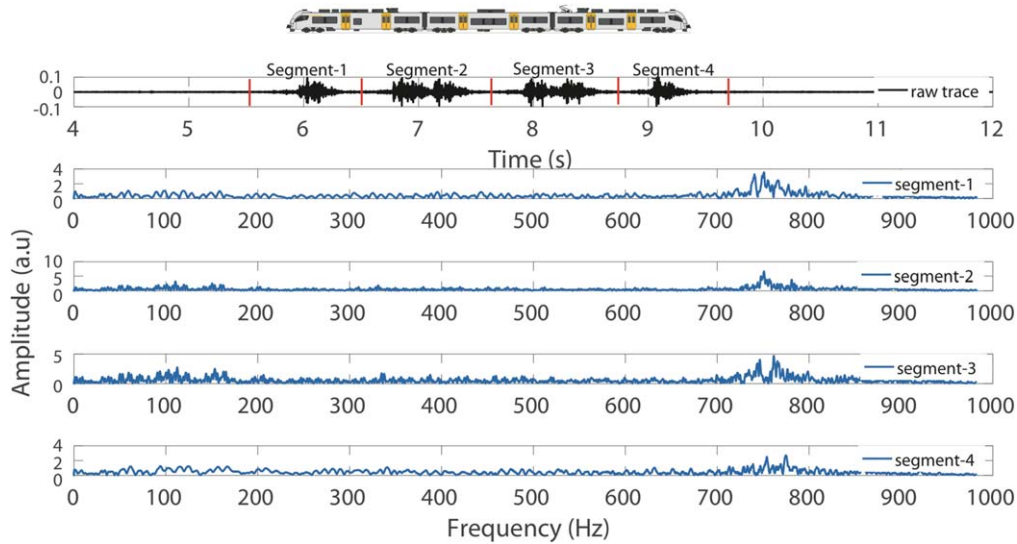 Segment-1 Segment-2 Segment-3 Segment-4
0.1
0
-0.1
raw trace
4 5 6 7 8 9 10 11 12
Time (s)
4
2
0
segment-1
0 100 200 300 400 500 600 700 800 900 1000
10
5
0
segment-2
0 100 200 300 400 500 600 700 800 900 1000
5
0
segment-3
0 100 200 300 400 500 600 700 800 900 1000
4
2
0
segment-4
0 100 200 300 400 500 600 700 800 900 1000
Amplitude (a.u)
Frequency (Hz)